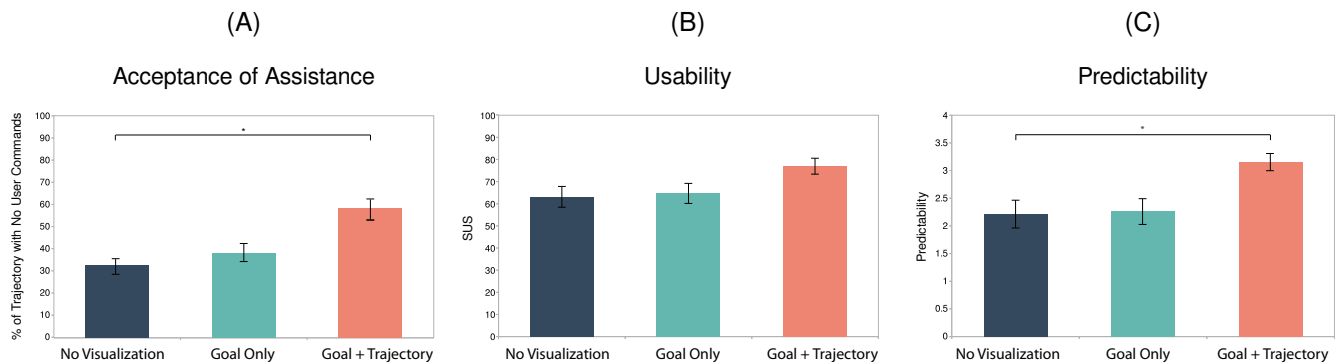 (A)
Acceptance of Assistance
% of Trajectory with No User Commands
100
90
80
70
60
50
40
30
20
10
0
*
No Visualization
Goal Only
Goal + Trajectory
(B)
Usability
SUS
100
90
80
70
60
50
40
30
20
10
0
No Visualization
Goal Only
Goal + Trajectory
(C)
Predictability
Predictability
4
3.5
3
2.5
2
1.5
1
0.5
0
*
No Visualization
Goal Only
Goal + Trajectory